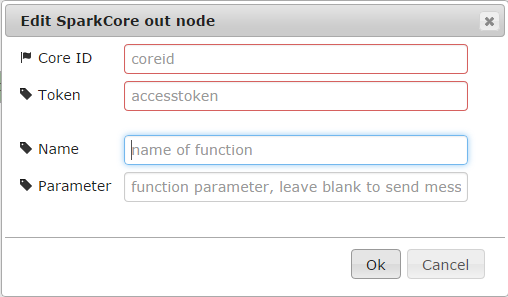 Edit SparkCore out node
Core ID coreid
Token accesstoken
Name name of function
Parameter function parameter, leave blank to send mess
Ok Cancel